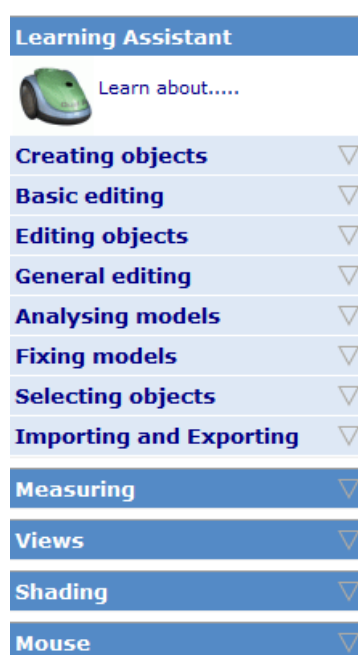 Learning Assistant
Learn about.....
Creating objects
Basic editing
Editing objects
General editing
Analysing models
Fixing models
Selecting objects
Importing and Exporting
Measuring
Views
Shading
Mouse